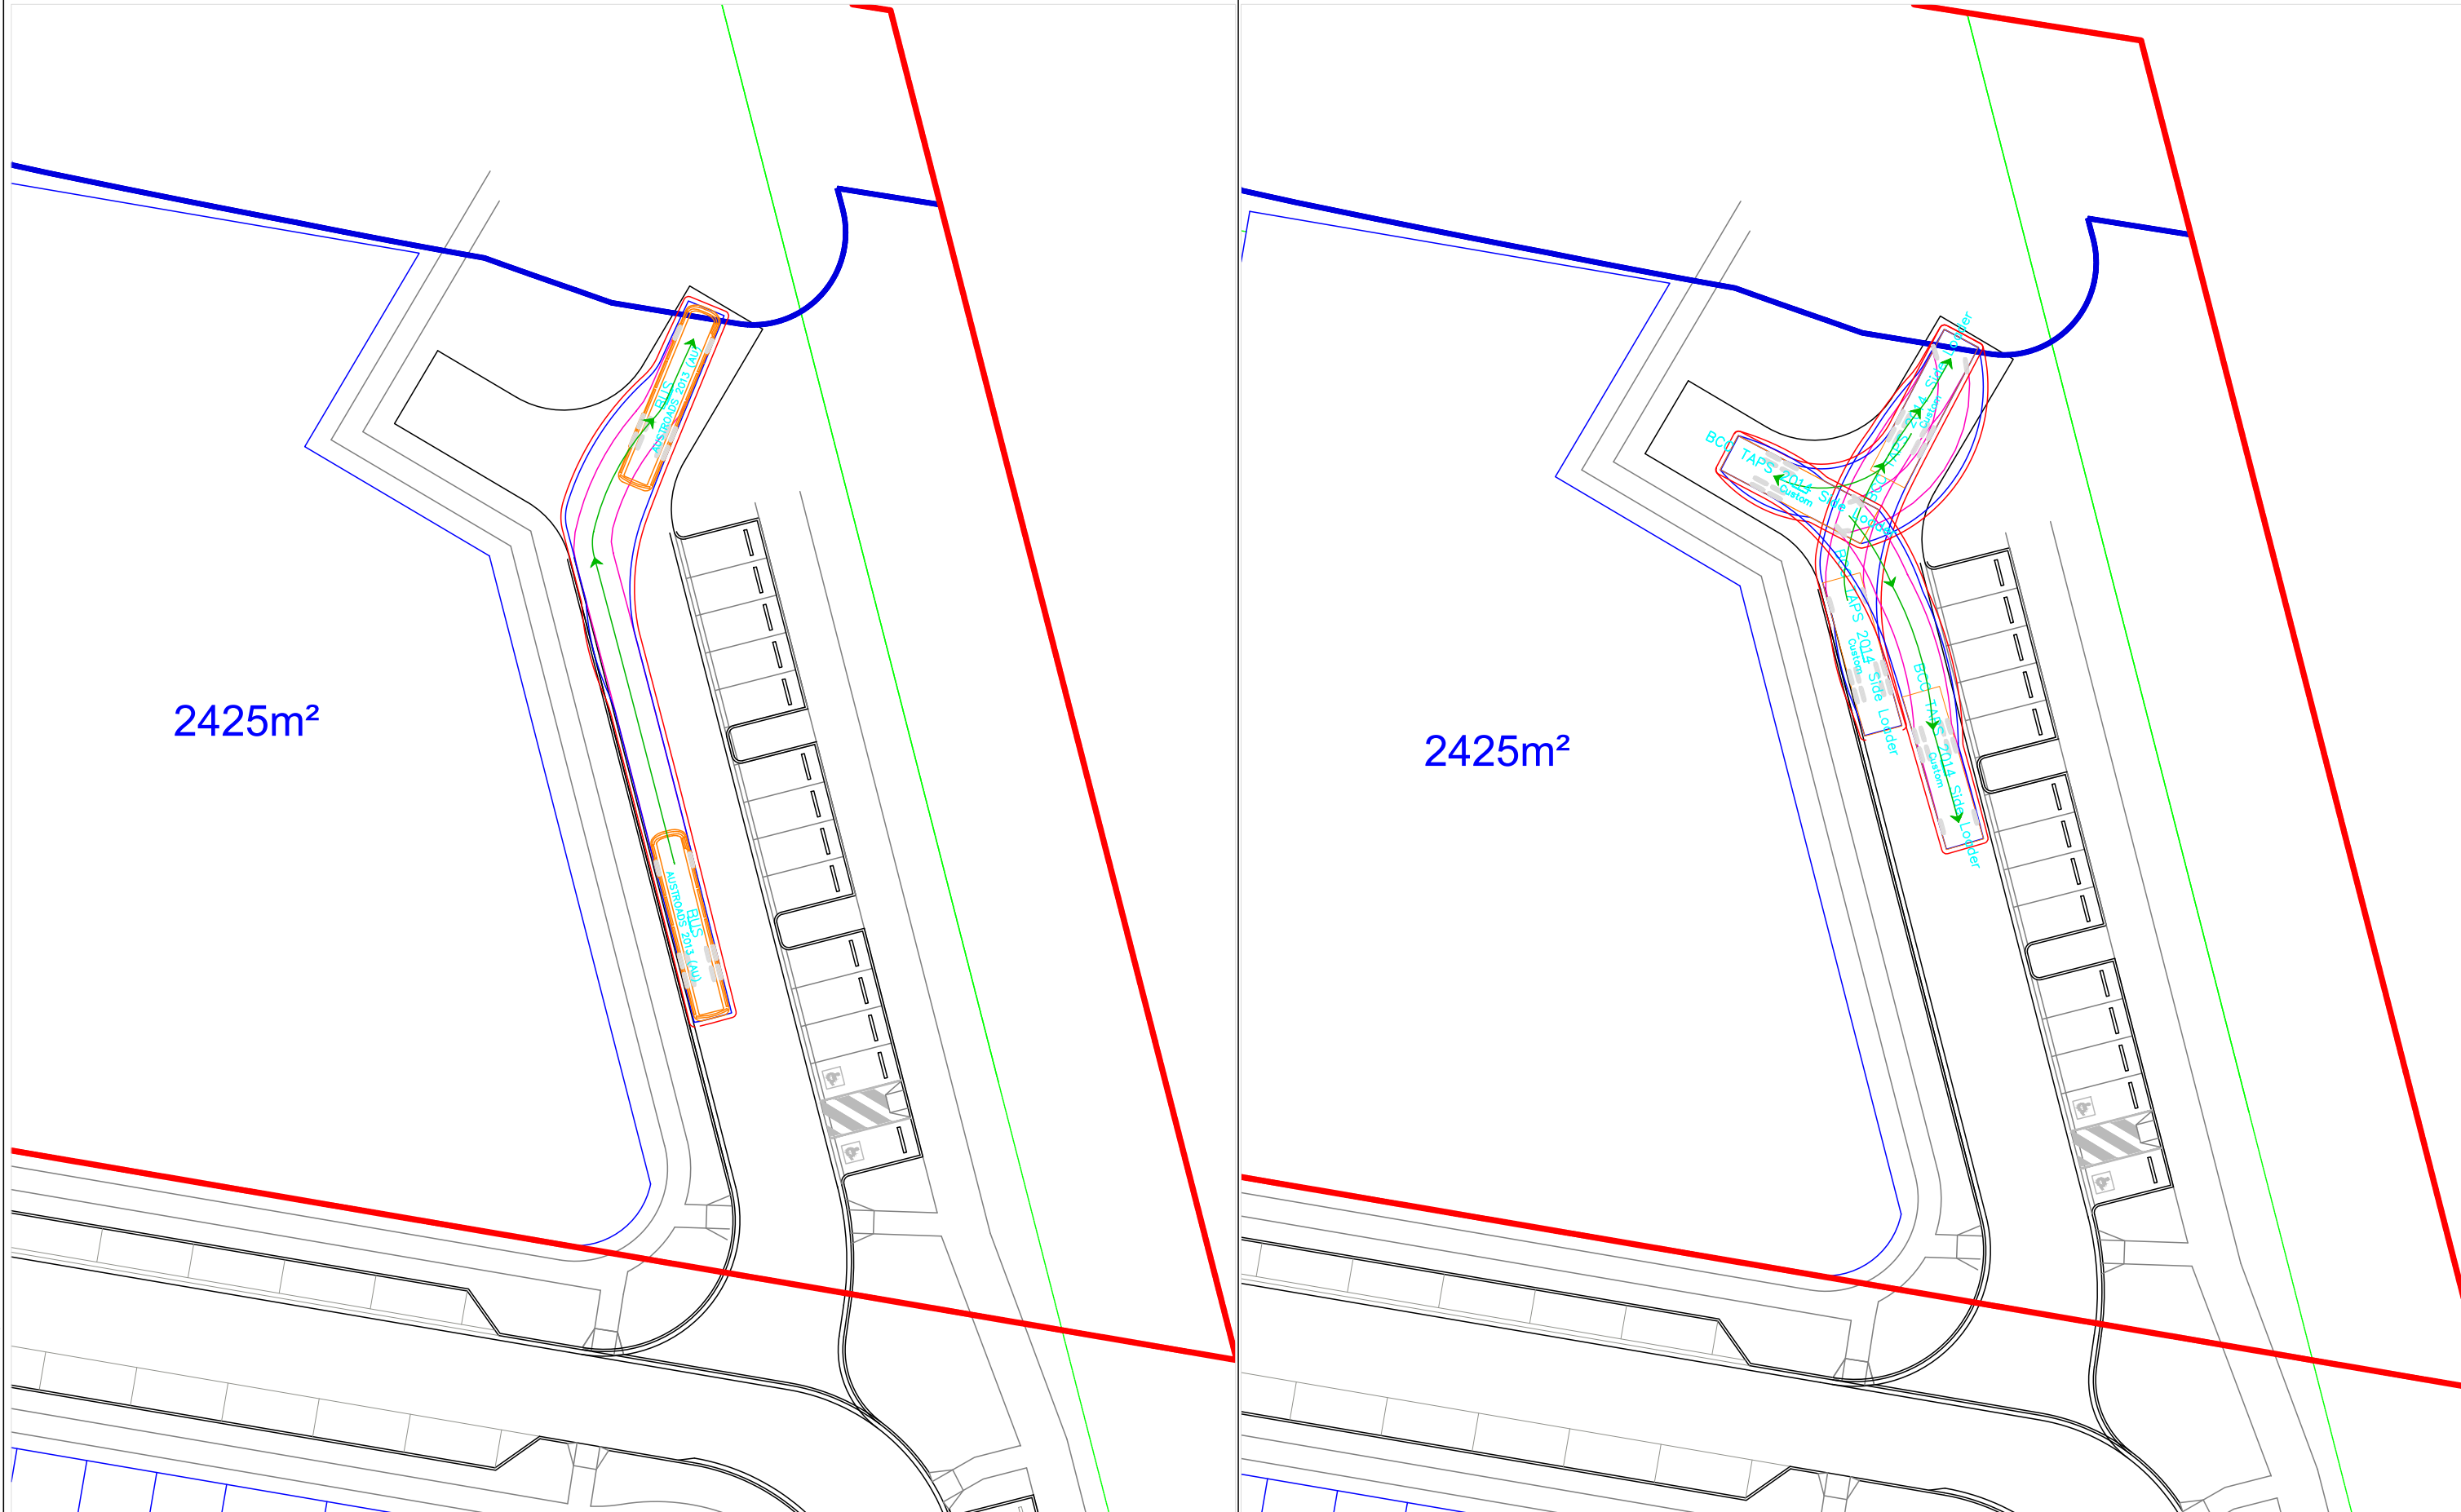 2425m²
BUS
AUSTROADS 2013 (AU)
BUS
AUSTROADS 2013 (AU)
2425m²
BCC TAPS 2014 Side Loader
Custom
BCC TAPS 2014 Side Loader
Custom
BCC TAPS 2014 Side Loader
Custom
BCC TAPS 2014 Side Loader
Custom